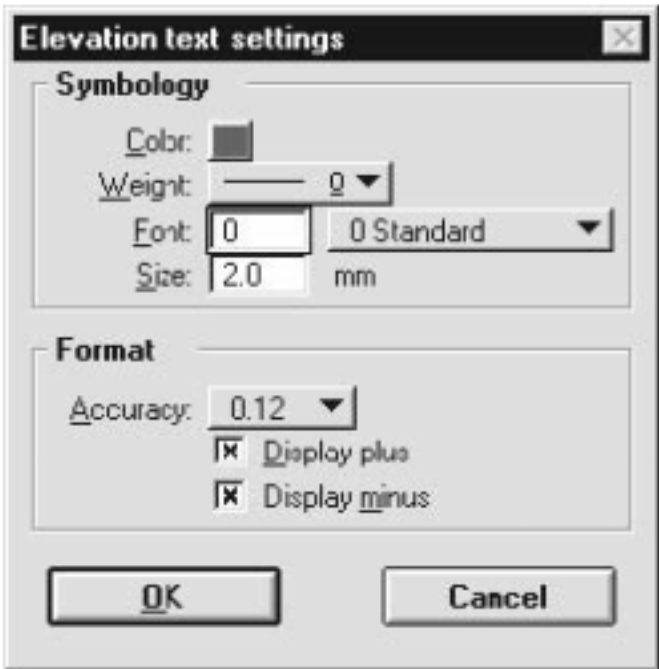 Elevation text settings
Symbology
Color:
Weight: 0
Font: 0 0 Standard
Size: 2.0 mm
Format
Accuracy: 0.12
Display plus
Display minus
OK Cancel